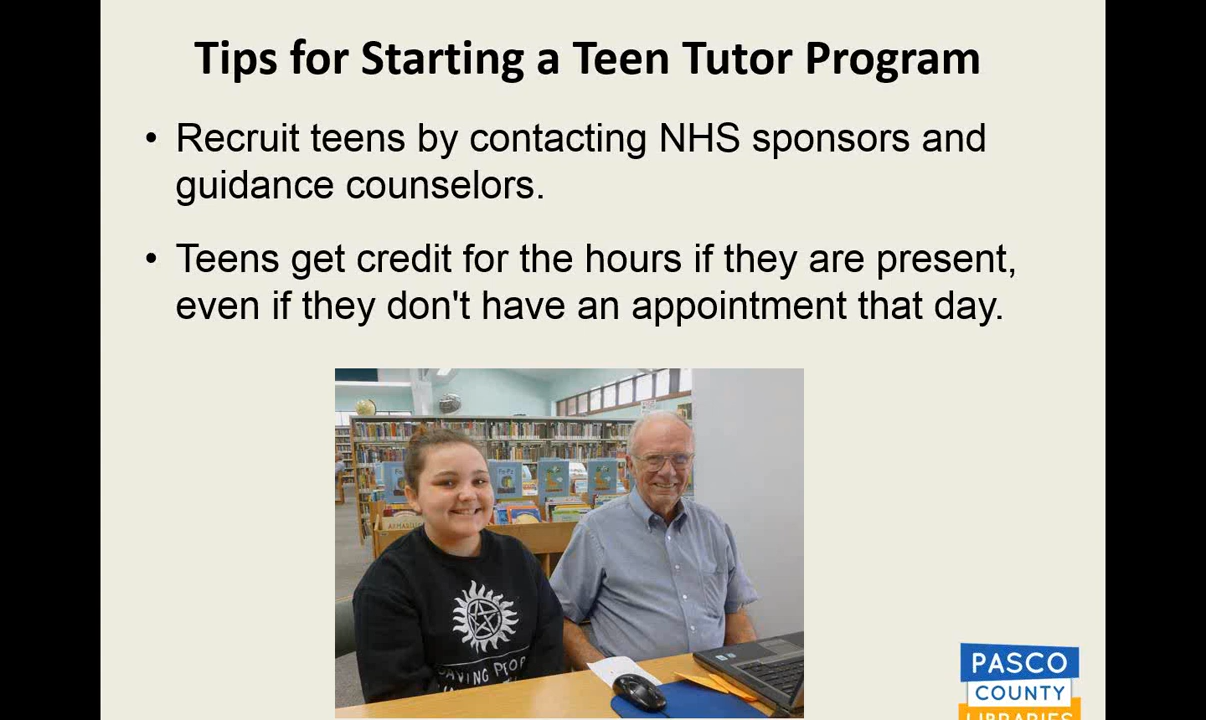 Tips for Starting a Teen Tutor Program
• Recruit teens by contacting NHS sponsors and
guidance counselors.
• Teens get credit for the hours if they are present,
even if they don't have an appointment that day.
PASCO
COUNTY
LIBRARIES